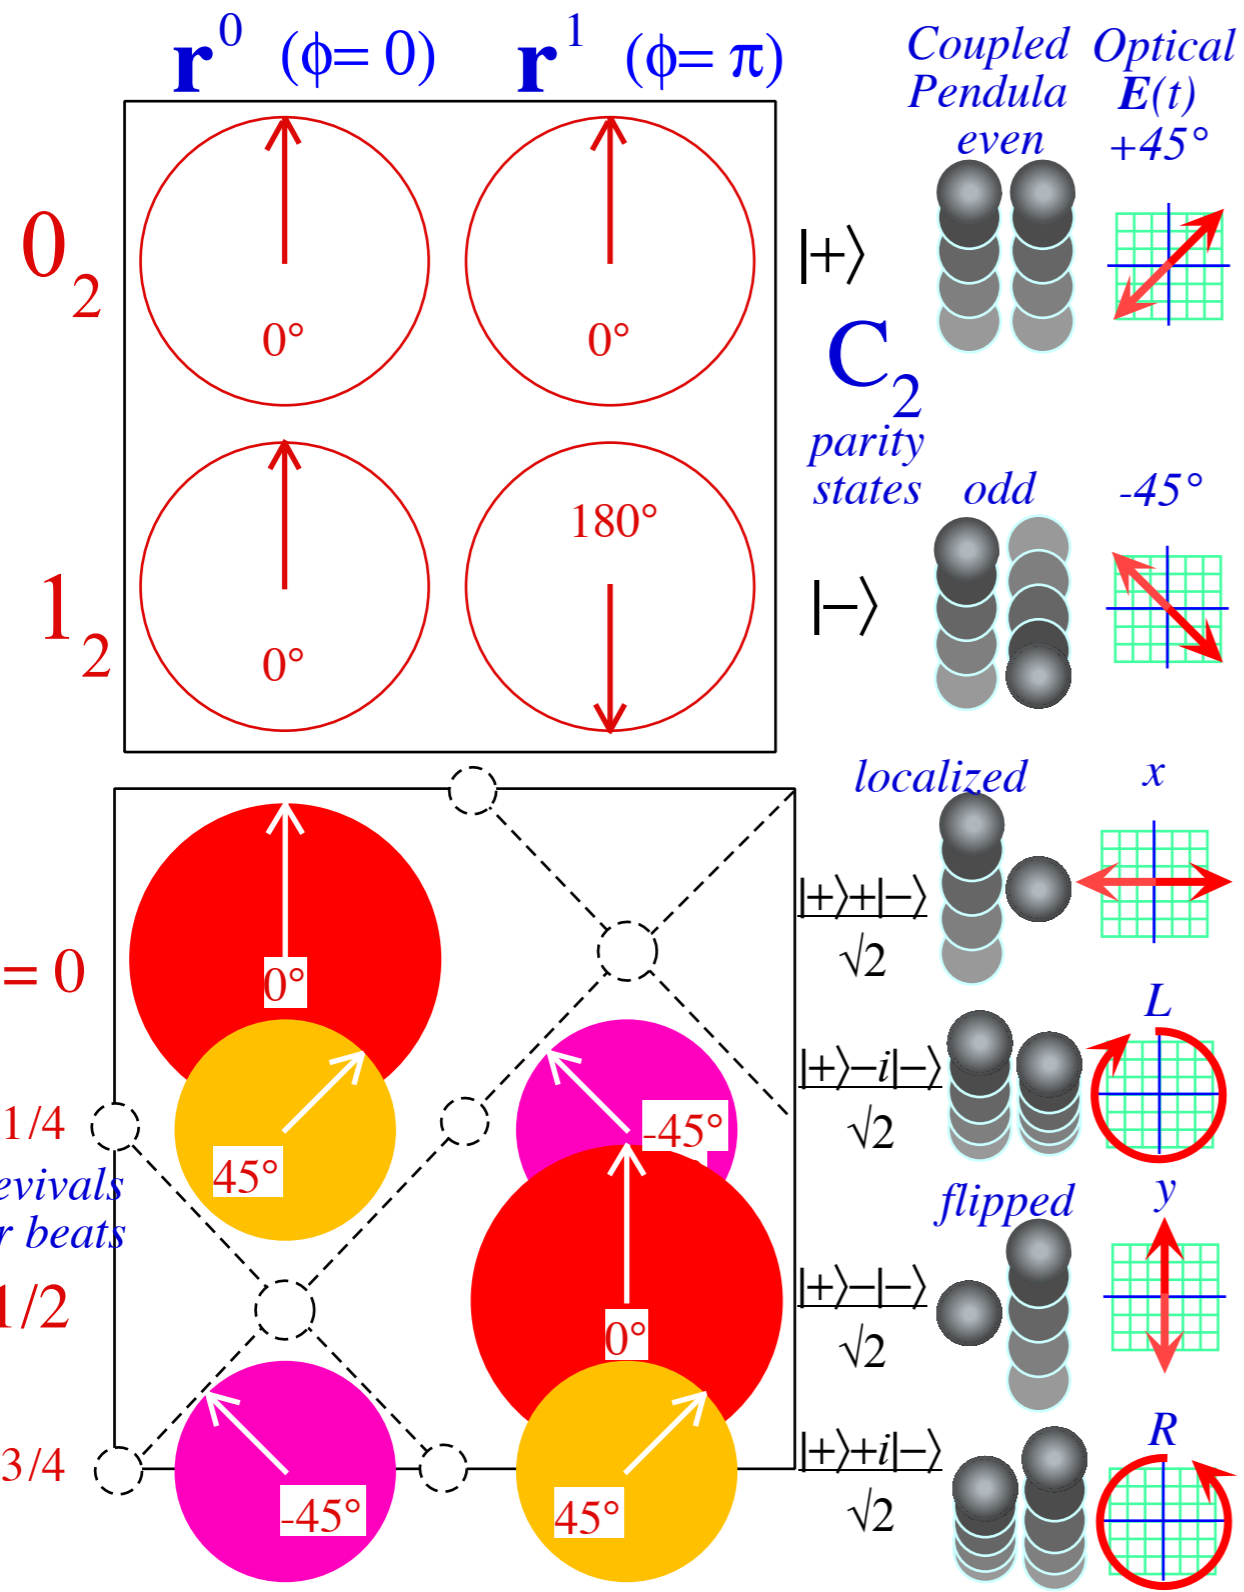 r⁰ (ϕ= 0) r¹ (ϕ= π)
Coupled Optical
Pendula E(t)
even +45°
0₂
0° 0°
|+⟩
C₂
parity
states odd -45°
1₂
0° 180°
|−⟩
localized x
= 0
0°
|+⟩+|−⟩
√2
L
1/4
45° -45°
|+⟩−i|−⟩
√2
evivals
r beats
flipped y
1/2
0°
|+⟩−|−⟩
√2
R
3/4
-45° 45°
|+⟩+i|−⟩
√2